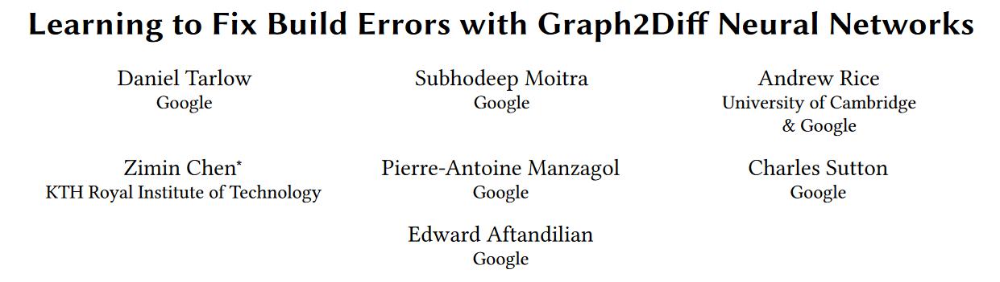 Learning to Fix Build Errors with Graph2Diff Neural Networks
Daniel Tarlow
Google
Subhodeep Moitra
Google
Andrew Rice
University of Cambridge
& Google
Zimin Chen*
KTH Royal Institute of Technology
Pierre-Antoine Manzagol
Google
Charles Sutton
Google
Edward Aftandilian
Google